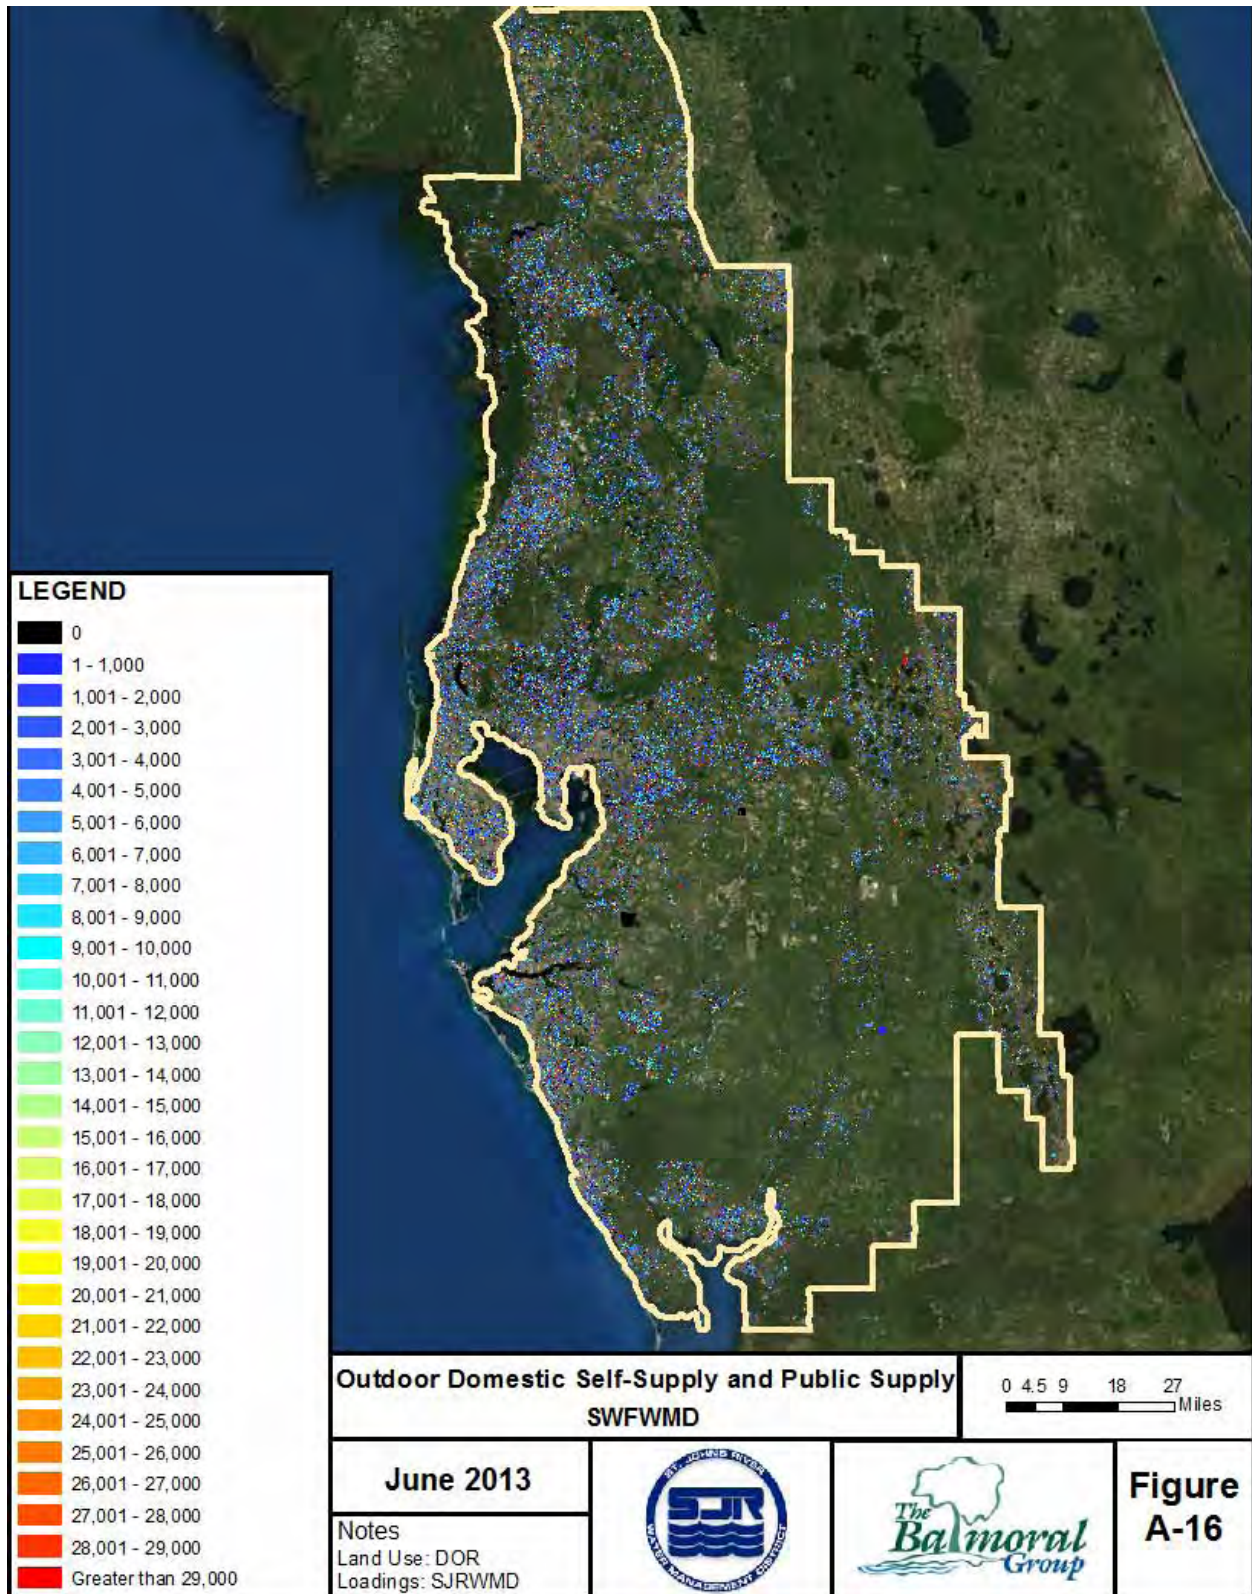 LEGEND
0
1 - 1,000
1,001 - 2,000
2,001 - 3,000
3,001 - 4,000
4,001 - 5,000
5,001 - 6,000
6,001 - 7,000
7,001 - 8,000
8,001 - 9,000
9,001 - 10,000
10,001 - 11,000
11,001 - 12,000
12,001 - 13,000
13,001 - 14,000
14,001 - 15,000
15,001 - 16,000
16,001 - 17,000
17,001 - 18,000
18,001 - 19,000
19,001 - 20,000
20,001 - 21,000
21,001 - 22,000
22,001 - 23,000
23,001 - 24,000
24,001 - 25,000
25,001 - 26,000
26,001 - 27,000
27,001 - 28,000
28,001 - 29,000
Greater than 29,000
Outdoor Domestic Self-Supply and Public Supply
SWFWMD
0 4.5 9 18 27
Miles
June 2013
Notes
Land Use: DOR
Loadings: SJRWMD
ST. JOHNS RIVER
SJR
WATER MANAGEMENT DISTRICT
The
Balmoral
Group
Figure
A-16